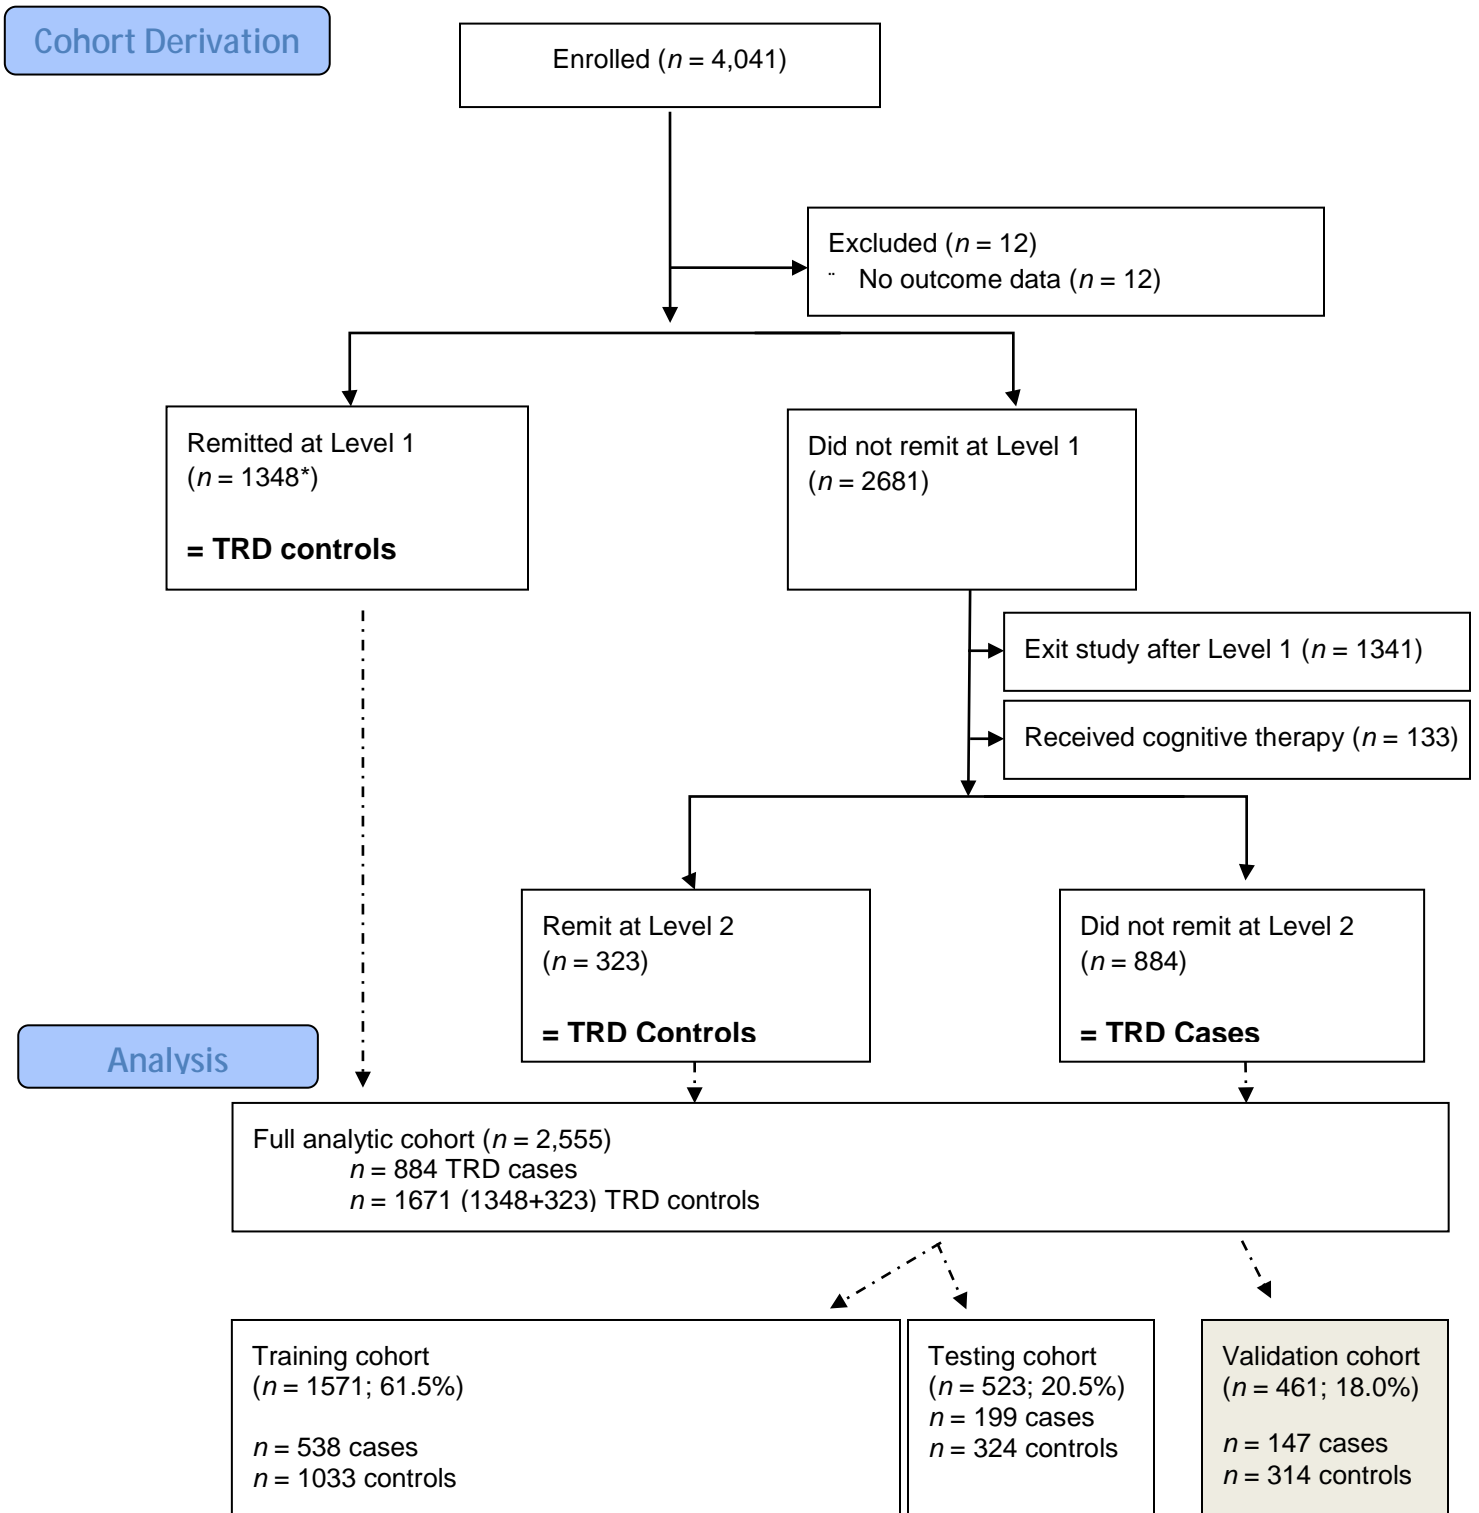 Cohort Derivation
Enrolled (n = 4,041)
Excluded (n = 12)
¨ No outcome data (n = 12)
Remitted at Level 1
(n = 1348*)
= TRD controls
Did not remit at Level 1
(n = 2681)
Exit study after Level 1 (n = 1341)
Received cognitive therapy (n = 133)
Remit at Level 2
(n = 323)
= TRD Controls
Did not remit at Level 2
(n = 884)
= TRD Cases
Analysis
Full analytic cohort (n = 2,555)
n = 884 TRD cases
n = 1671 (1348+323) TRD controls
Training cohort
(n = 1571; 61.5%)
n = 538 cases
n = 1033 controls
Testing cohort
(n = 523; 20.5%)
n = 199 cases
n = 324 controls
Validation cohort
(n = 461; 18.0%)
n = 147 cases
n = 314 controls